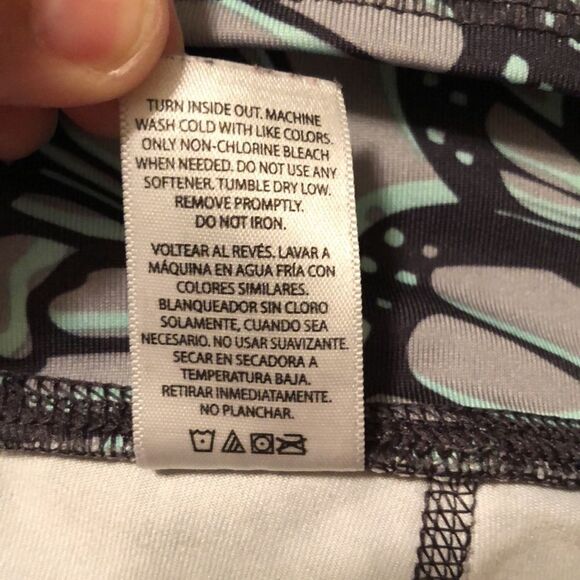 TURN INSIDE OUT. MACHINE
WASH COLD WITH LIKE COLORS.
ONLY NON-CHLORINE BLEACH
WHEN NEEDED. DO NOT USE ANY
SOFTENER. TUMBLE DRY LOW.
REMOVE PROMPTLY.
DO NOT IRON.
VOLTEAR AL REVÉS. LAVAR A
MÁQUINA EN AGUA FRÍA CON
COLORES SIMILARES.
BLANQUEADOR SIN CLORO
SOLAMENTE, CUANDO SEA
NECESARIO. NO USAR SUAVIZANTE.
SECAR EN SECADORA A
TEMPERATURA BAJA.
RETIRAR INMEDIATAMENTE.
NO PLANCHAR.